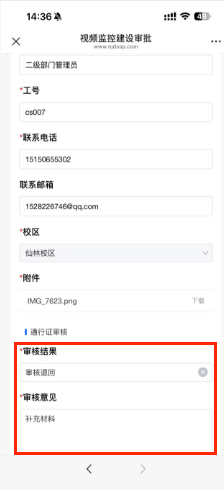 14:36
43
视频监控建设审批
www.njdssp.com
二级部门管理员
*工号
cs007
*联系电话
15150655302
联系邮箱
1528226746@qq.com
*校区
仙林校区
*附件
IMG_7623.png 下载
通行证审核
*审核结果
审核退回
*审核意见
补充材料